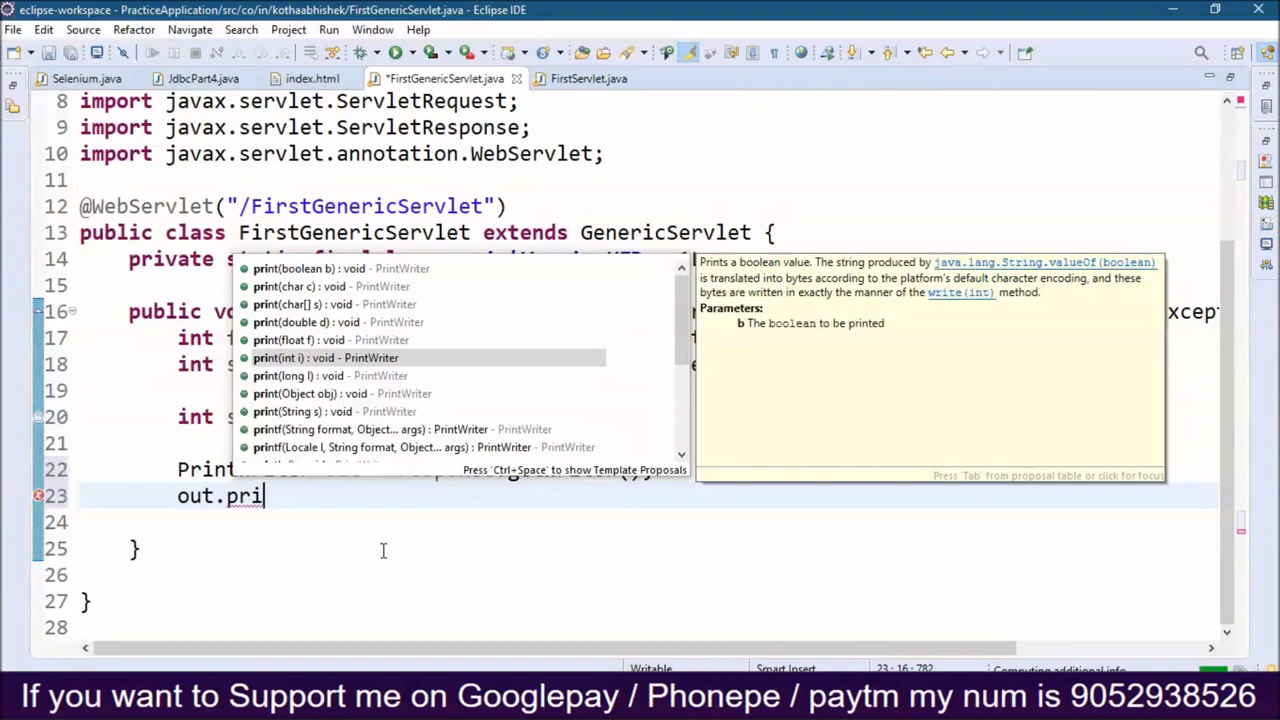 eclipse-workspace - PracticeApplication/src/co/in/kothaabhishek/FirstGenericServlet.java - Eclipse IDE
File Edit Source Refactor Navigate Search Project Run Window Help
Selenium.java JdbcPart4.java index.html *FirstGenericServlet.java FirstServlet.java
8 import javax.servlet.ServletRequest;
9 import javax.servlet.ServletResponse;
10 import javax.servlet.annotation.WebServlet;
11
12 @WebServlet("/FirstGenericServlet")
13 public class FirstGenericServlet extends GenericServlet {
14 private
16 public
17 int
18 int
19
20 int
21
22
23 out.pri
24
25 }
26
27 }
28
print(boolean b) : void - PrintWriter
print(char c) : void - PrintWriter
print(char[] s) : void - PrintWriter
print(double d) : void - PrintWriter
print(float f) : void - PrintWriter
print(int i) : void - PrintWriter
print(long l) : void - PrintWriter
print(Object obj) : void - PrintWriter
print(String s) : void - PrintWriter
printf(String format, Object... args) : PrintWriter - PrintWriter
printf(Locale l, String format, Object... args) : PrintWriter - PrintWriter
Press 'Ctrl+Space' to show Template Proposals
Prints a boolean value. The string produced by java.lang.String.valueOf(boolean)
is translated into bytes according to the platform's default character encoding, and these
bytes are written in exactly the manner of the write(int) method.
Parameters:
b The boolean to be printed
Press 'Tab' from proposal table or click for focus
Writable Smart Insert 23 : 16 : 782 Computing additional info
If you want to Support me on Googlepay / Phonepe / paytm my num is 9052938526